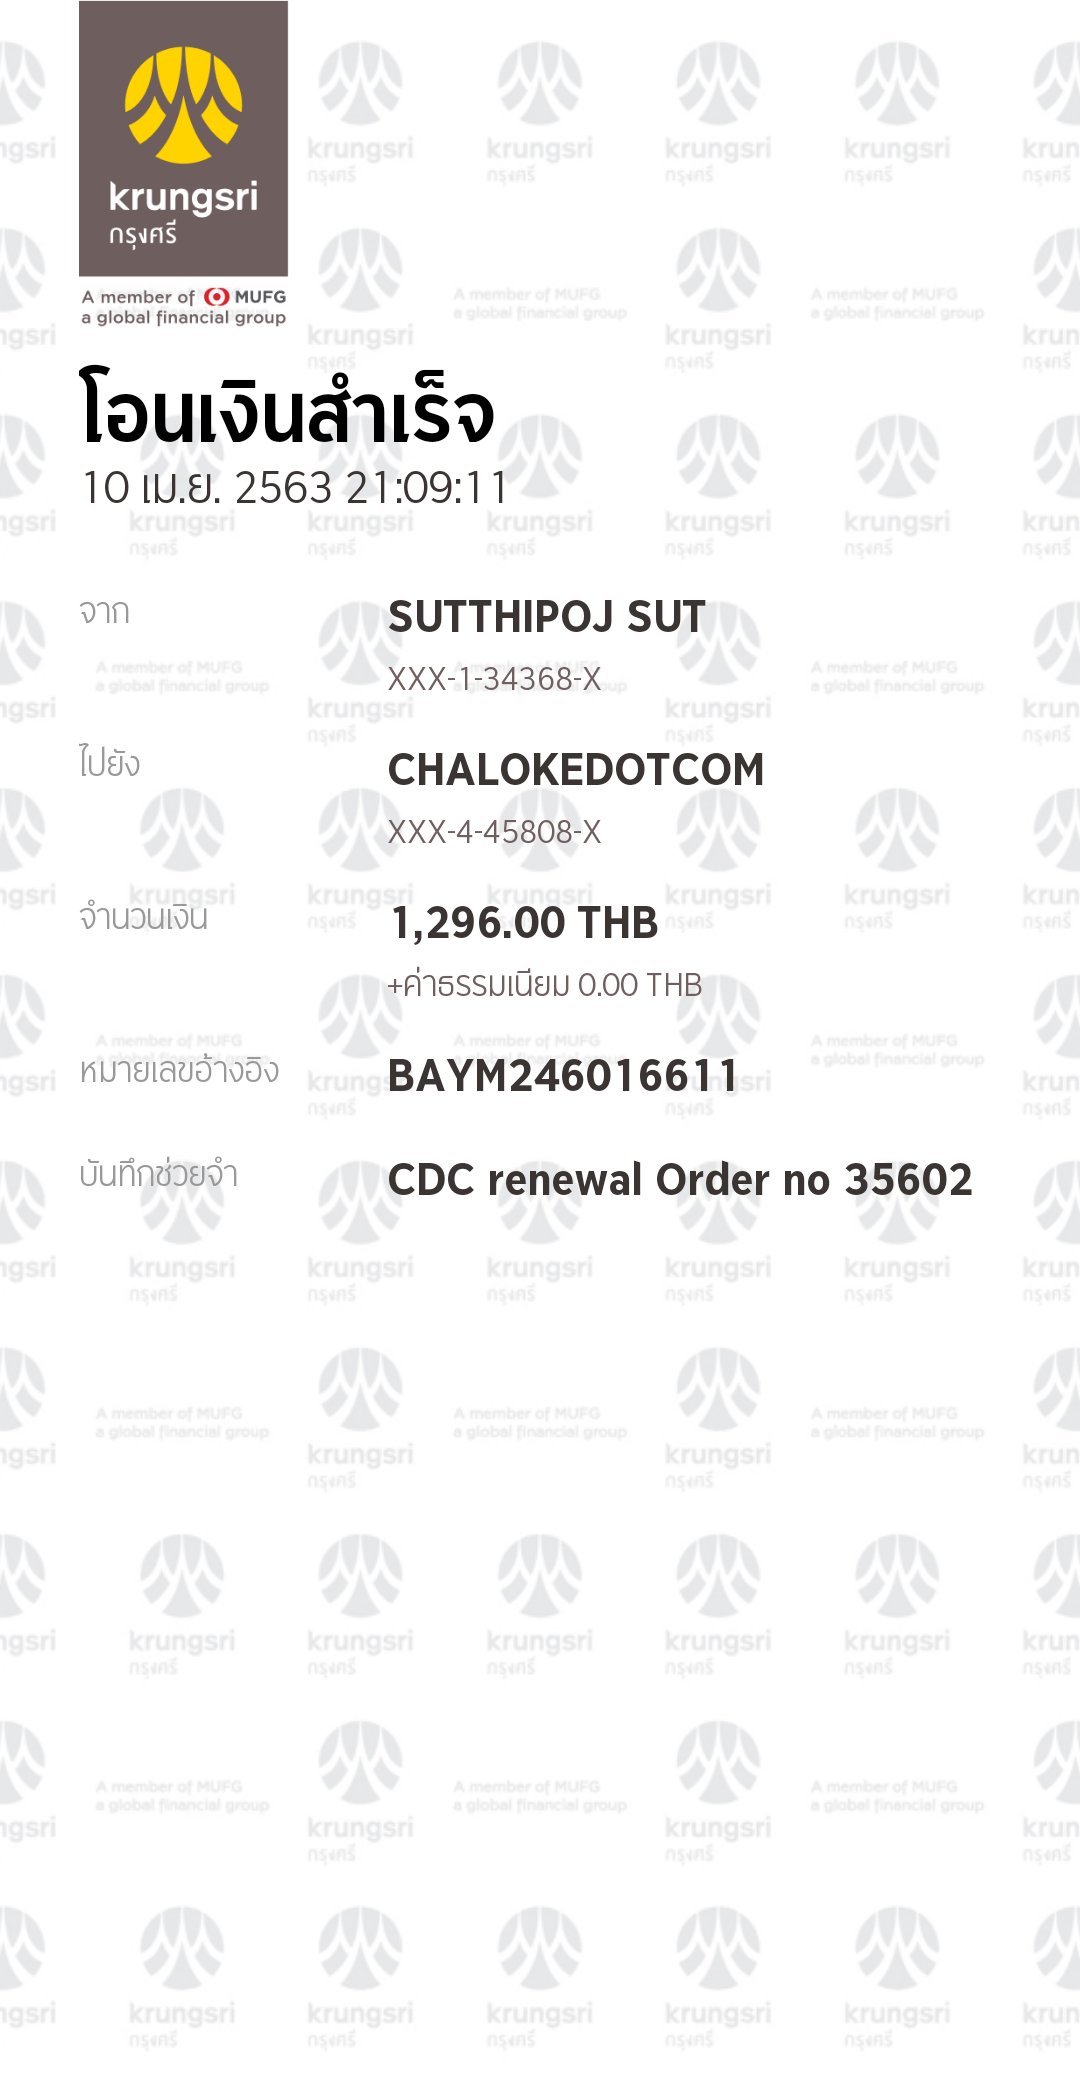 krungsri
กรุงศรี
A member of MUFG
a global financial group
โอนเงินสำเร็จ
10 เม.ย. 2563 21:09:11
จาก
SUTTHIPOJ SUT
XXX-1-34368-X
ไปยัง
CHALOKEDOTCOM
XXX-4-45808-X
จำนวนเงิน
1,296.00 THB
+ค่าธรรมเนียม 0.00 THB
หมายเลขอ้างอิง
BAYM246016611
บันทึกช่วยจำ
CDC renewal Order no 35602